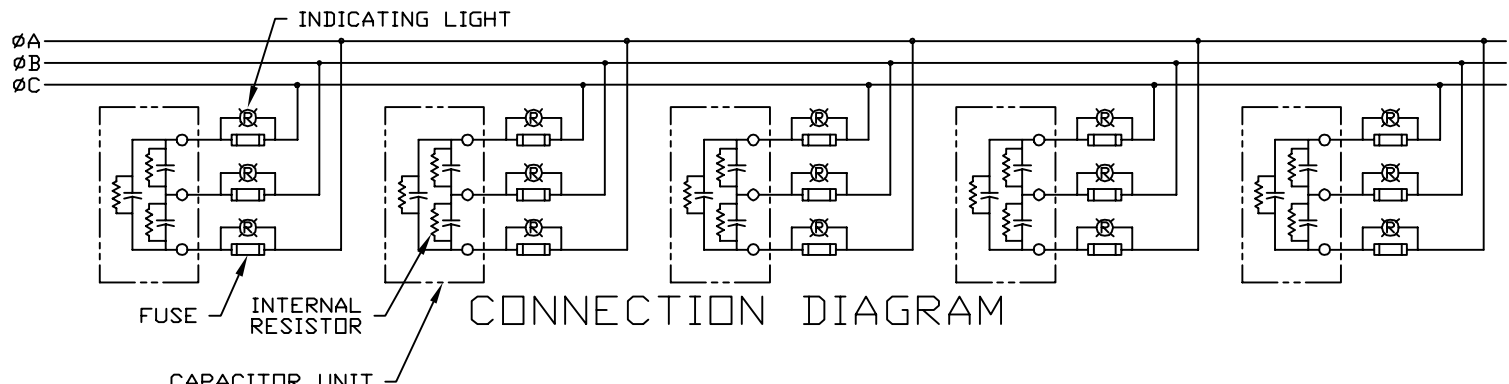 INDICATING LIGHT
øA
øB
øC
R R R R R
R R R R R
R R R R R
FUSE
INTERNAL
RESISTOR
CONNECTION DIAGRAM
CAPACITOR UNIT